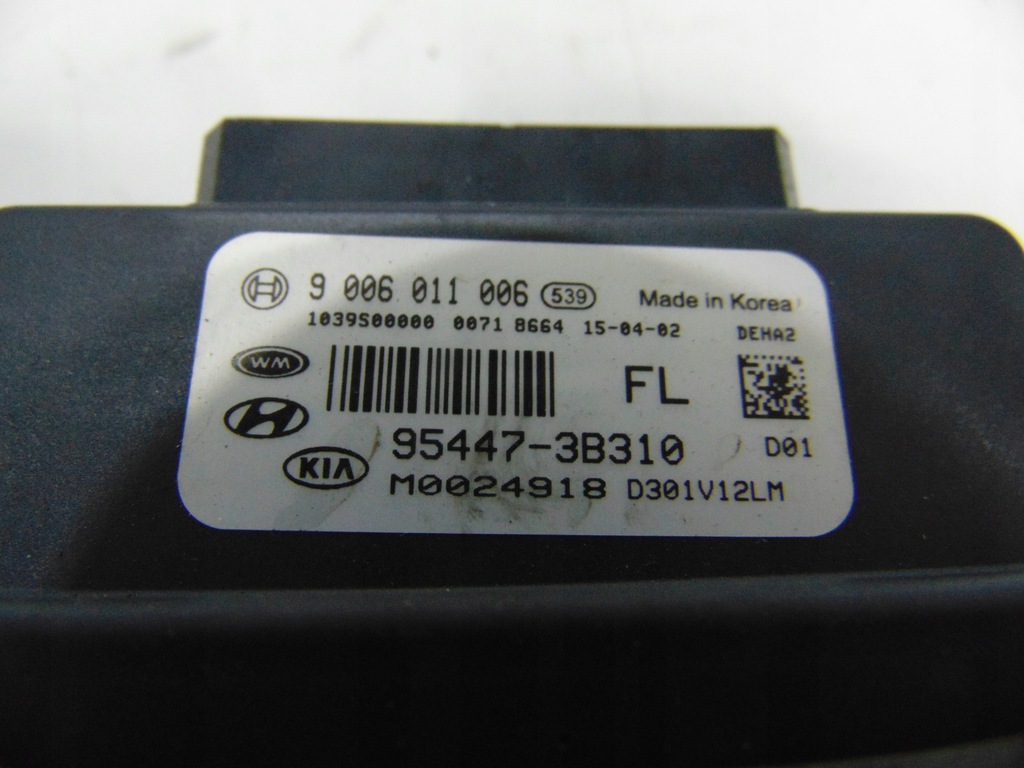 9 006 011 006 539 Made in Korea
1039S00000 0071 8664 15-04-02 DEHA2
WM
FL
95447-3B310 D01
KIA
M0024918 D301V12LM